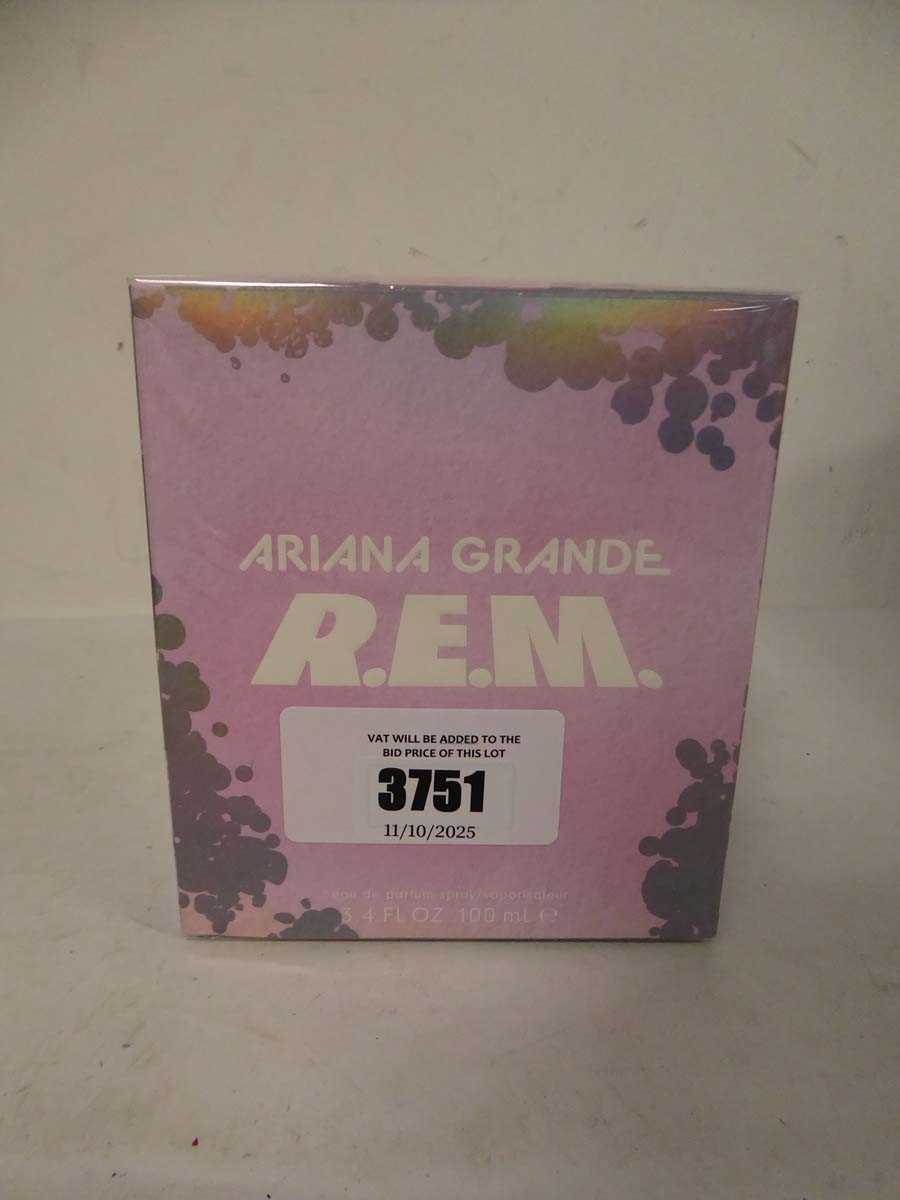 ARIANA GRANDE
R.E.M.
VAT WILL BE ADDED TO THE
BID PRICE OF THIS LOT
3751
11/10/2025
eau de parfum spray/vaporisateur
3.4 FL OZ 100 mL ℮